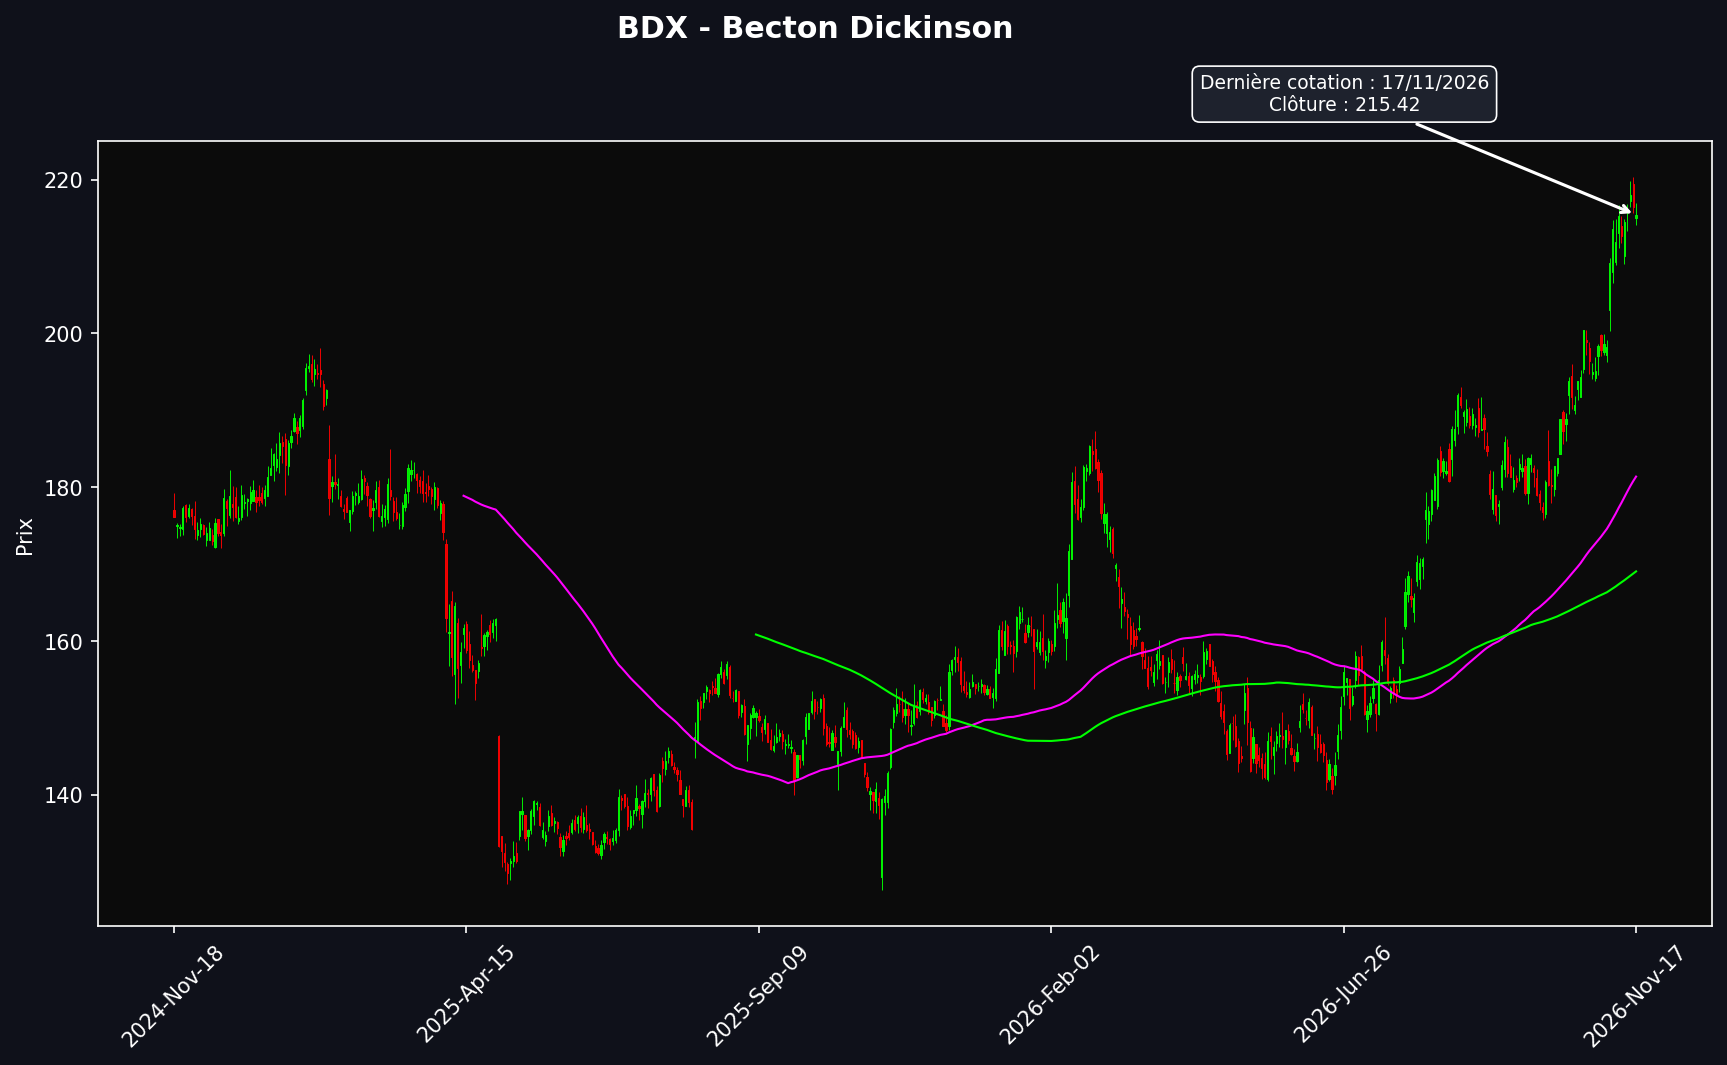 BDX - Becton Dickinson
Dernière cotation : 17/11/2026
Clôture : 215.42
220
200
180
160
140
Prix
2024-Nov-18
2025-Apr-15
2025-Sep-09
2026-Feb-02
2026-Jun-26
2026-Nov-17